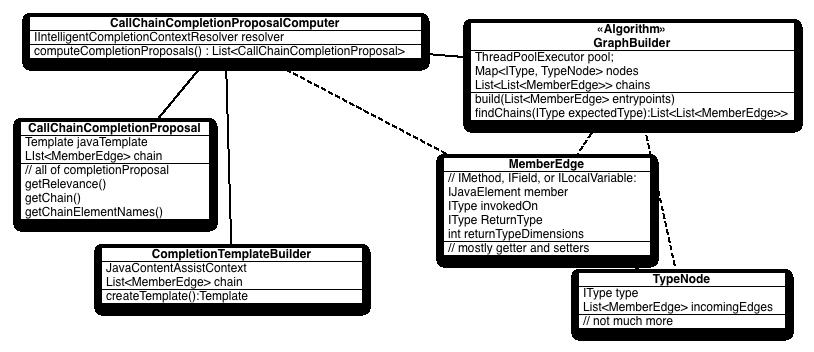 CallChainCompletionProposalComputer
IIntelligentCompletionContextResolver resolver
computeCompletionProposals() : List<CallChainCompletionProposal>
«Algorithm»
GraphBuilder
ThreadPoolExecutor pool;
Map<IType, TypeNode> nodes
List<List<MemberEdge>> chains
build(List<MemberEdge> entrypoints)
findChains(IType expectedType):List<List<MemberEdge>>
CallChainCompletionProposal
Template javaTemplate
LIst<MemberEdge> chain
// all of completionProposal
getRelevance()
getChain()
getChainElementNames()
MemberEdge
// IMethod, IField, or ILocalVariable:
IJavaElement member
IType invokedOn
IType ReturnType
int returnTypeDimensions
// mostly getter and setters
CompletionTemplateBuilder
JavaContentAssistContext
List<MemberEdge> chain
createTemplate():Template
TypeNode
IType type
List<MemberEdge> incomingEdges
// not much more